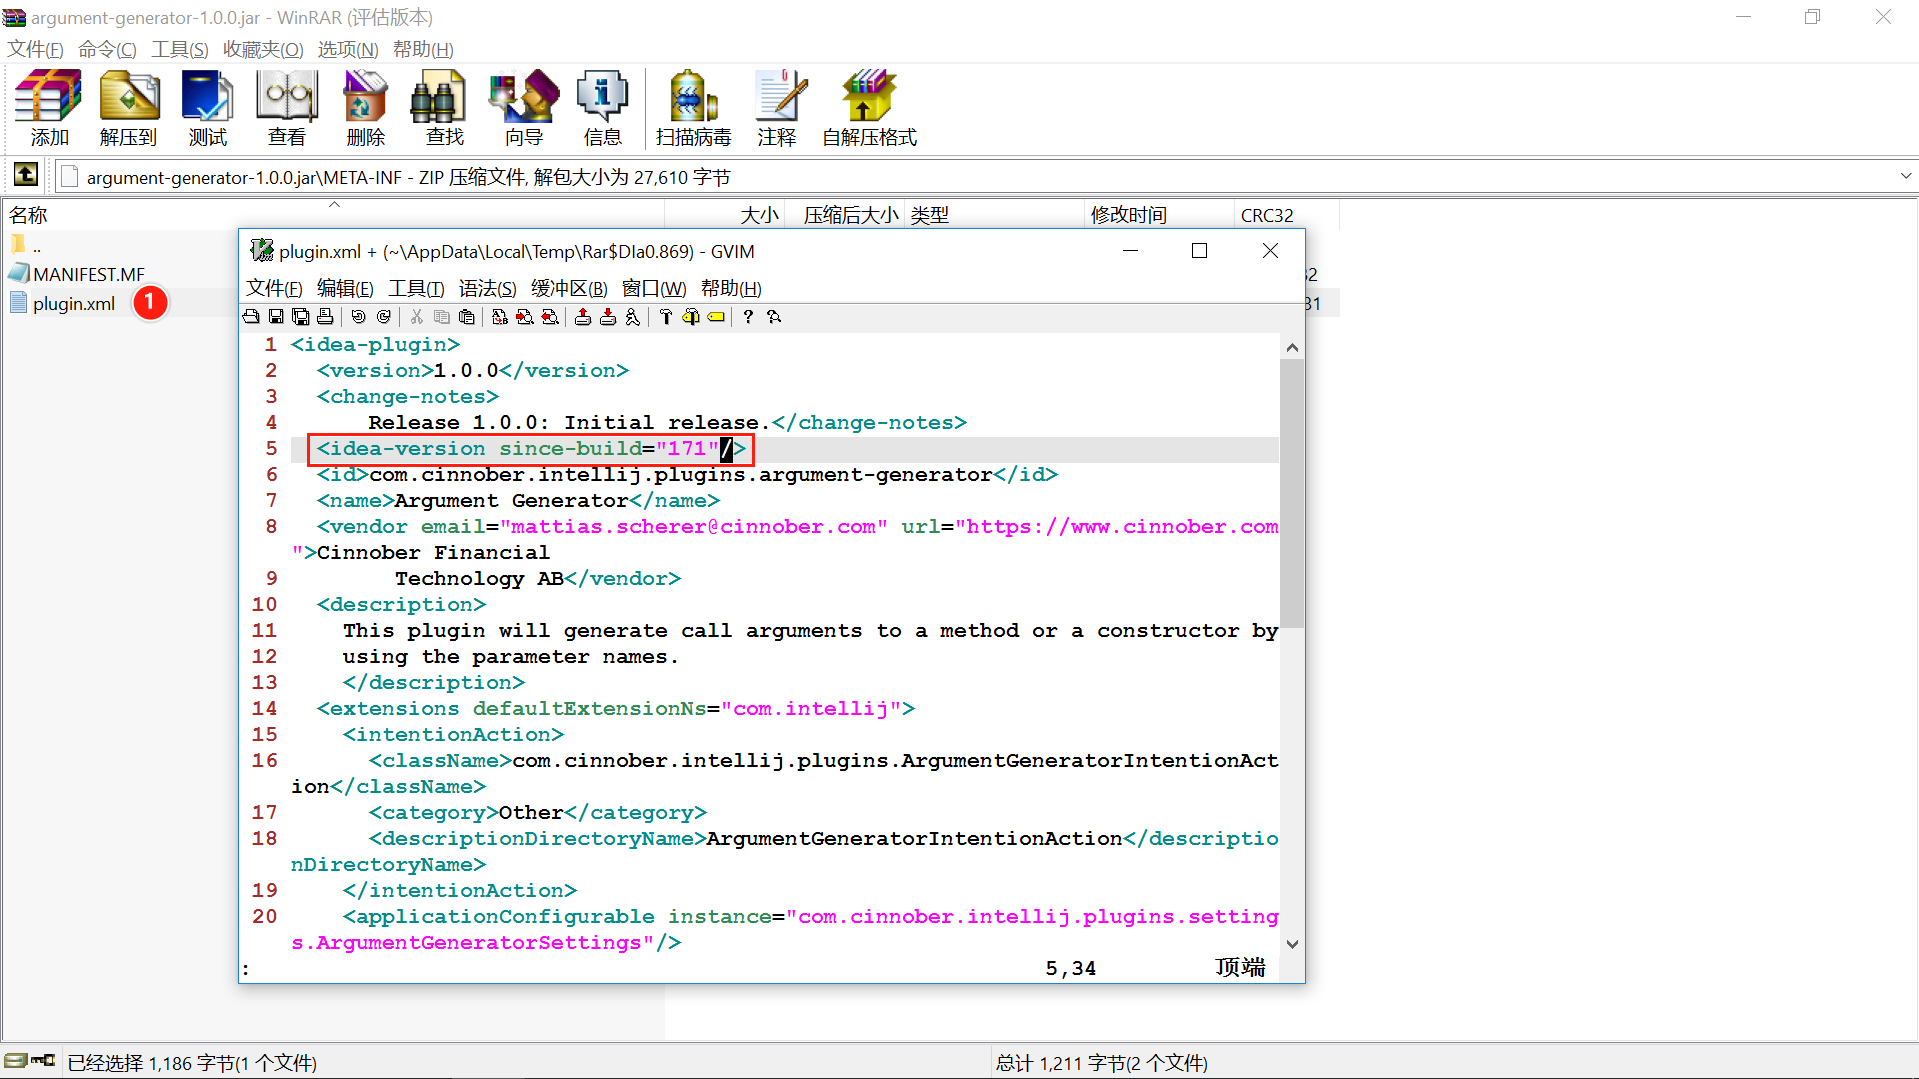 argument-generator-1.0.0.jar - WinRAR (评估版本)
文件(F) 命令(C) 工具(S) 收藏夹(O) 选项(N) 帮助(H)
添加 解压到 测试 查看 删除 查找 向导 信息 扫描病毒 注释 自解压格式
argument-generator-1.0.0.jar\META-INF - ZIP 压缩文件, 解包大小为 27,610 字节
名称 大小 压缩后大小 类型 修改时间 CRC32
..
MANIFEST.MF
plugin.xml 1
31
plugin.xml + (~\AppData\Local\Temp\Rar$DIa0.869) - GVIM
文件(F) 编辑(E) 工具(T) 语法(S) 缓冲区(B) 窗口(W) 帮助(H)
1 <idea-plugin>
2 <version>1.0.0</version>
3 <change-notes>
4 Release 1.0.0: Initial release.</change-notes>
5 <idea-version since-build="171"/>
6 <id>com.cinnober.intellij.plugins.argument-generator</id>
7 <name>Argument Generator</name>
8 <vendor email="mattias.scherer@cinnober.com" url="https://www.cinnober.com
">Cinnober Financial
9 Technology AB</vendor>
10 <description>
11 This plugin will generate call arguments to a method or a constructor by
12 using the parameter names.
13 </description>
14 <extensions defaultExtensionNs="com.intellij">
15 <intentionAction>
16 <className>com.cinnober.intellij.plugins.ArgumentGeneratorIntentionAct
ion</className>
17 <category>Other</category>
18 <descriptionDirectoryName>ArgumentGeneratorIntentionAction</descriptio
nDirectoryName>
19 </intentionAction>
20 <applicationConfigurable instance="com.cinnober.intellij.plugins.setting
s.ArgumentGeneratorSettings"/>
: 5,34 顶端
已经选择 1,186 字节(1 个文件) 总计 1,211 字节(2 个文件)